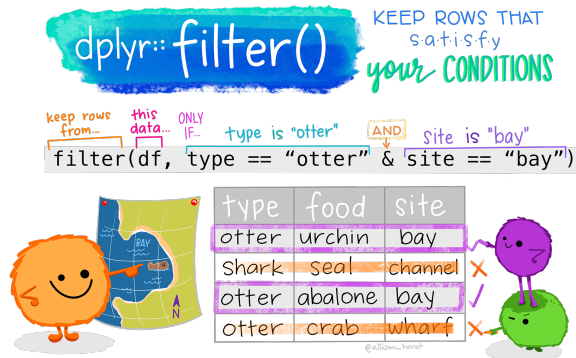 dplyr::filter()
KEEP ROWS THAT
s.a.t.i.s.f.y
your CONDITIONS
keep rows from...
this data...
ONLY IF...
type is "otter"
AND
site is "bay"
filter(df, type == “otter” & site == “bay”)
BAY
N
type food site
otter urchin bay
shark seal channel
otter abalone bay
otter crab wharf
@allison_horst